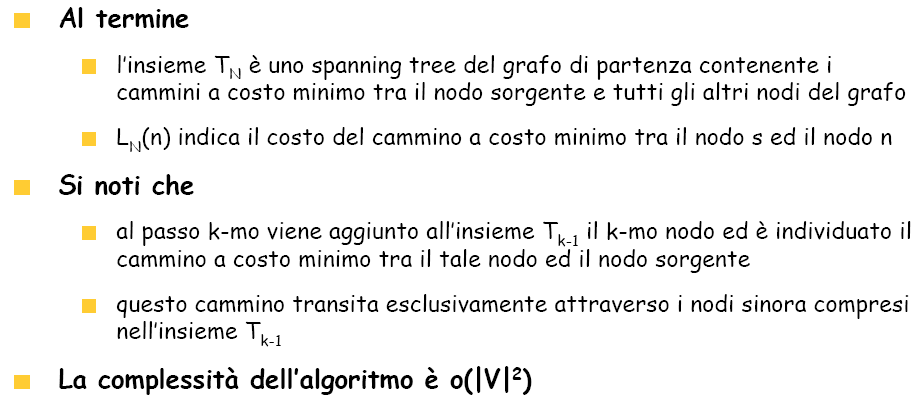 Al termine
l'insieme T_N è uno spanning tree del grafo di partenza contenente i
cammini a costo minimo tra il nodo sorgente e tutti gli altri nodi del grafo
L_N(n) indica il costo del cammino a costo minimo tra il nodo s ed il nodo n
Si noti che
al passo k-mo viene aggiunto all'insieme T_k-1 il k-mo nodo ed è individuato il
cammino a costo minimo tra il tale nodo ed il nodo sorgente
questo cammino transita esclusivamente attraverso i nodi sinora compresi
nell'insieme T_k-1
La complessità dell'algoritmo è o(|V|²)